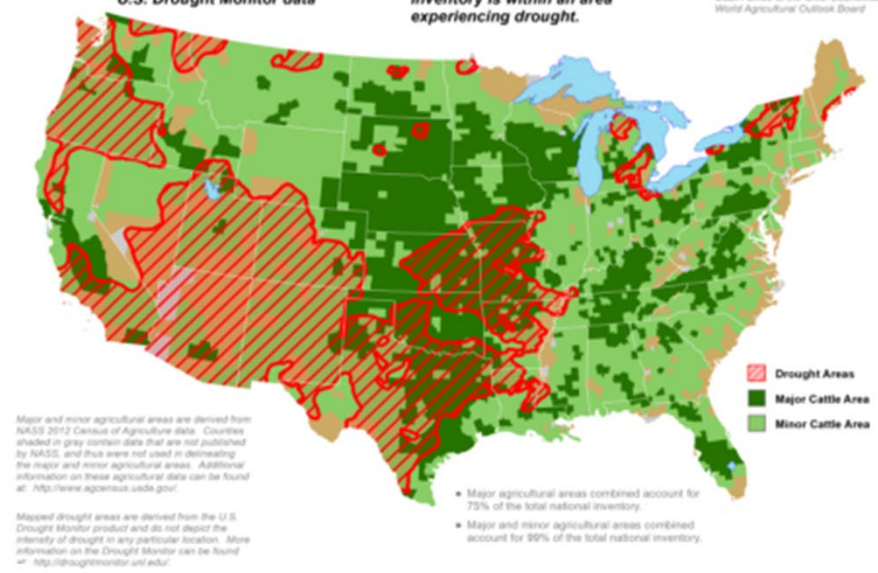 U.S. Drought Monitor data
inventory is within an area
experiencing drought.
World Agricultural Outlook Board
Drought Areas
Major Cattle Area
Minor Cattle Area
Major and minor agricultural areas are derived from
NASS 2012 Census of Agriculture data. Counties
shaded in gray contain data that are not published
by NASS, and thus were not used in delineating
the major and minor agricultural areas. Additional
information on these agricultural data can be found
at: http://www.agcensus.usda.gov/.
Mapped drought areas are derived from the U.S.
Drought Monitor product and do not depict the
intensity of drought in any particular location. More
information on the Drought Monitor can be found
at: http://droughtmonitor.unl.edu/.
• Major agricultural areas combined account for
75% of the total national inventory.
• Major and minor agricultural areas combined
account for 99% of the total national inventory.